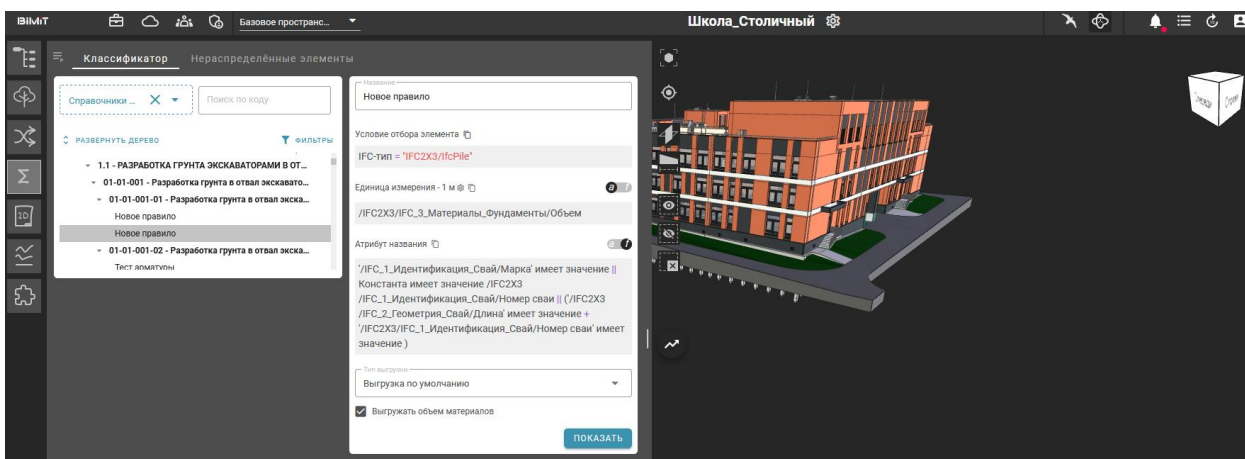 BIMIT
Базовое пространс...
Школа_Столичный
Классификатор
Нераспределённые элементы
Справочники ...
Поиск по коду
РАЗВЕРНУТЬ ДЕРЕВО
ФИЛЬТРЫ
1.1 - РАЗРАБОТКА ГРУНТА ЭКСКАВАТОРАМИ В ОТ...
01-01-001 - Разработка грунта в отвал экскавато...
01-01-001-01 - Разработка грунта в отвал экска...
Новое правило
Новое правило
01-01-001-02 - Разработка грунта в отвал экска...
Тест арматуры
Название
Новое правило
Условие отбора элемента
IFC-тип = "IFC2X3/IfcPile"
Единица измерения - 1 м
a f
/IFC2X3/IFC_3_Материалы_Фундаменты/Объем
Атрибут названия
a f
'/IFC_1_Идентификация_Свай/Марка' имеет значение ||
Константа имеет значение /IFC2X3
/IFC_1_Идентификация_Свай/Номер сваи || ('/IFC2X3
/IFC_2_Геометрия_Свай/Длина' имеет значение +
'/IFC2X3/IFC_1_Идентификация_Свай/Номер сваи' имеет
значение )
Тип выгрузки
Выгрузка по умолчанию
Выгружать объем материалов
ПОКАЗАТЬ
2D